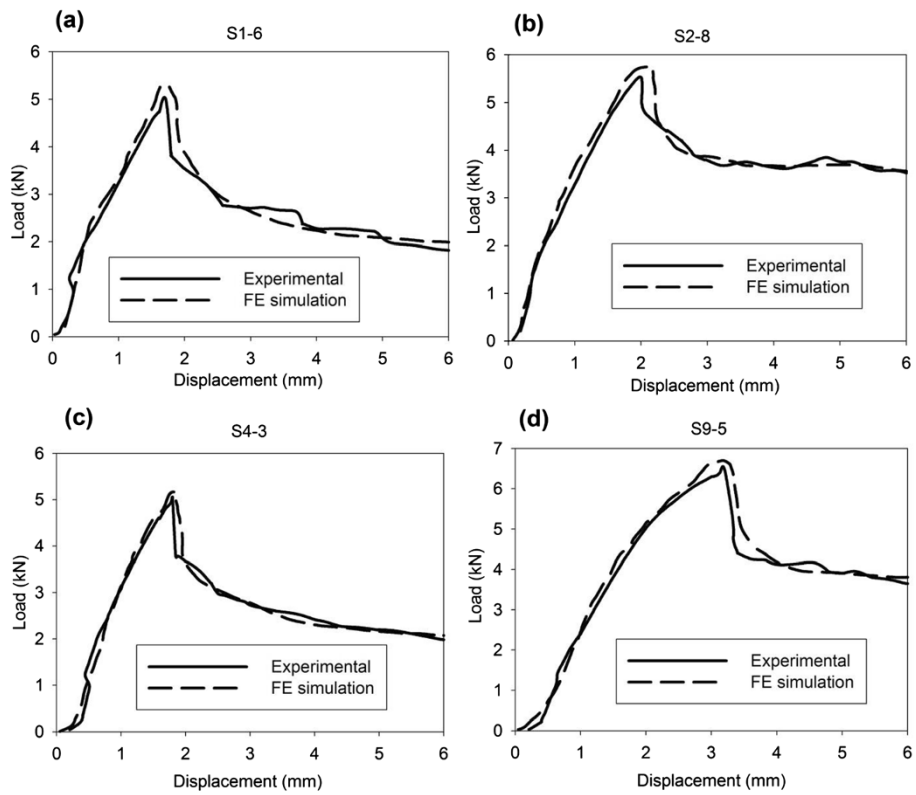 (a)
S1-6
6
5
4
3
2
1
0
Load (kN)
Experimental
FE simulation
0 1 2 3 4 5 6
Displacement (mm)
(b)
S2-8
6
5
4
3
2
1
0
Load (kN)
Experimental
FE simulation
0 1 2 3 4 5 6
Displacement (mm)
(c)
S4-3
6
5
4
3
2
1
0
Load (kN)
Experimental
FE simulation
0 1 2 3 4 5 6
Displacement (mm)
(d)
S9-5
7
6
5
4
3
2
1
0
Load (kN)
Experimental
FE simulation
0 1 2 3 4 5 6
Displacement (mm)